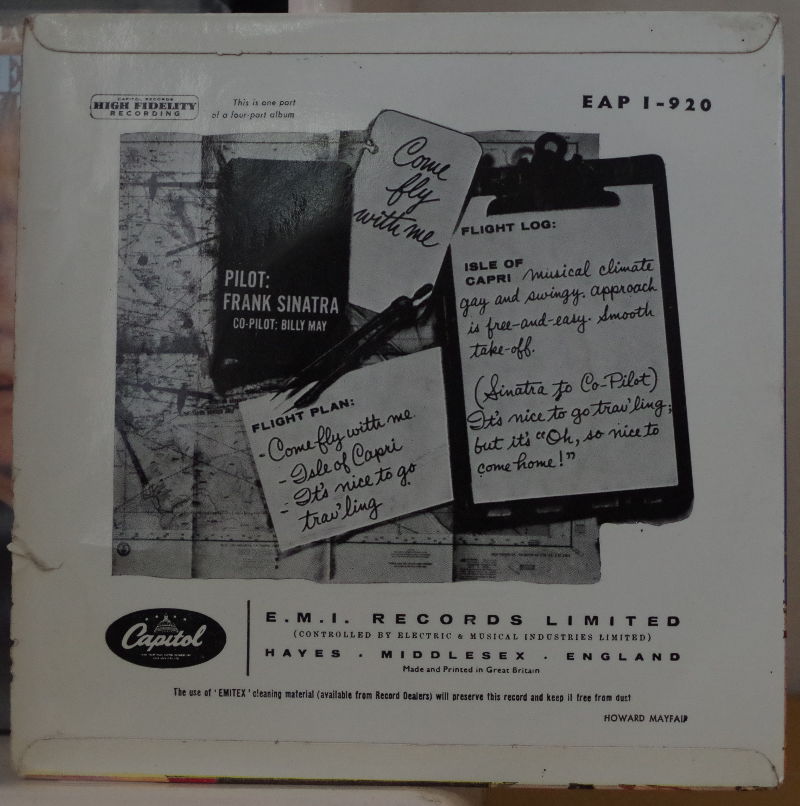 CAPITOL RECORDS
HIGH FIDELITY
RECORDING
This is one part
of a four-part album
EAP 1-920
Come
fly
with me
PILOT:
FRANK SINATRA
CO-PILOT: BILLY MAY
FLIGHT LOG:
ISLE OF
CAPRI musical climate
gay and swingy. approach
is free-and-easy. Smooth
take-off.
(Sinatra to Co-Pilot)
It's nice to go trav'ling;
but it's "Oh, so nice to
come home!"
FLIGHT PLAN:
- Come fly with me
- Isle of Capri
- It's nice to go
trav'ling
Capitol
E.M.I. RECORDS LIMITED
(CONTROLLED BY ELECTRIC & MUSICAL INDUSTRIES LIMITED)
HAYES . MIDDLESEX . ENGLAND
Made and Printed in Great Britain
The use of 'EMITEX' cleaning material (available from Record Dealers) will preserve this record and keep it free from dust
HOWARD MAYFAIR